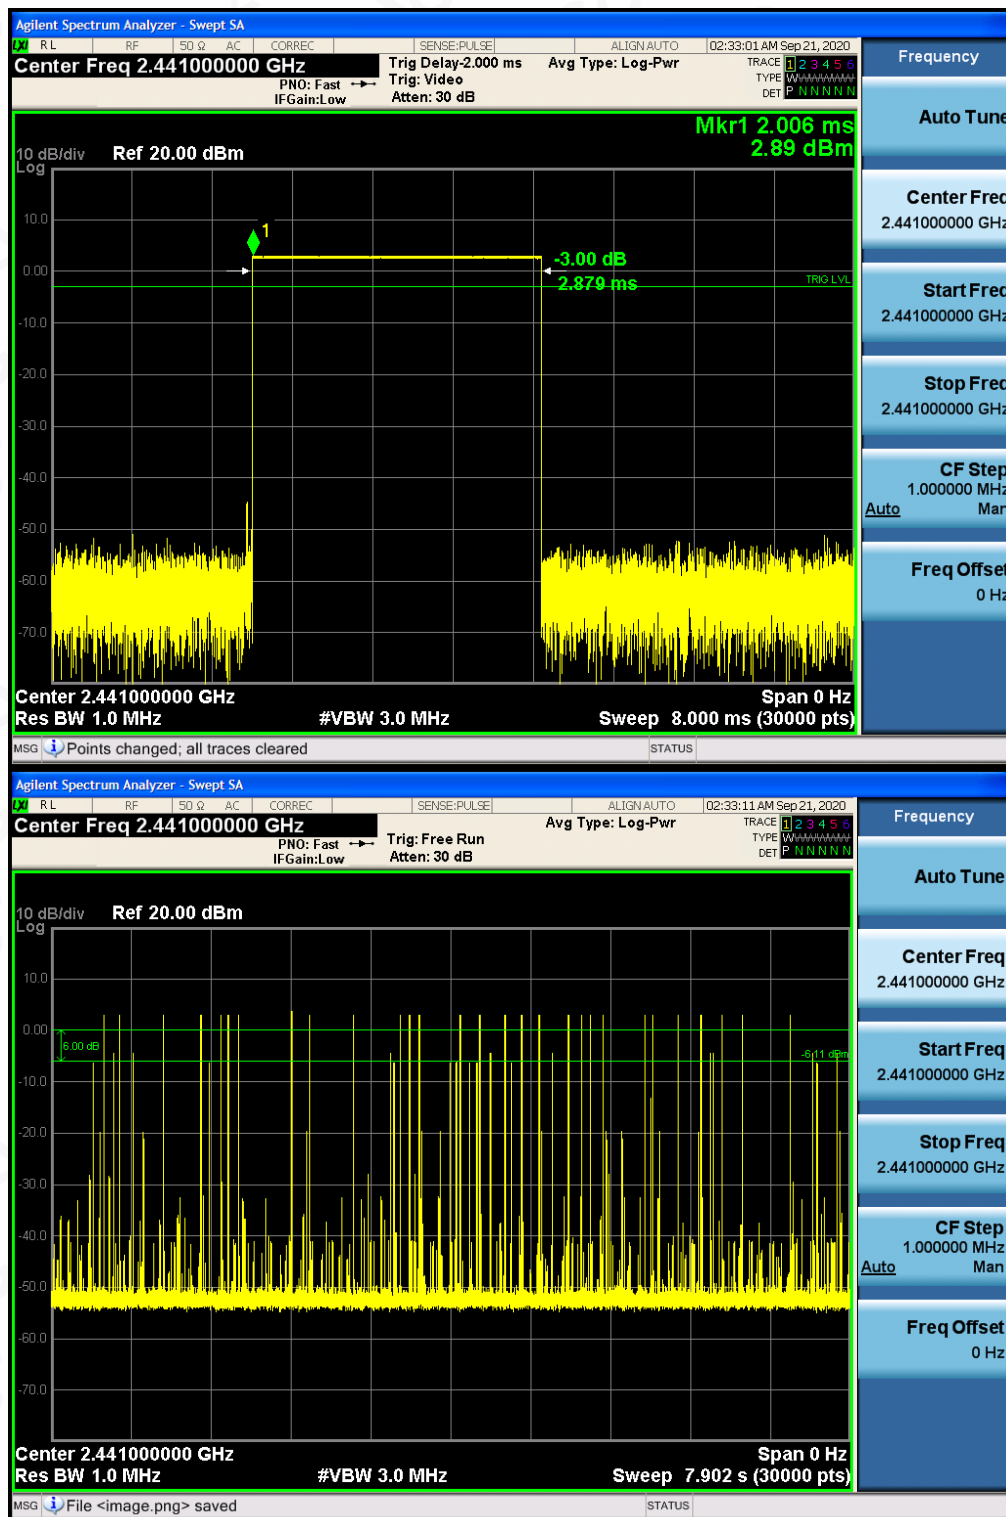 Agilent Spectrum Analyzer - Swept SA
LXI RL RF 50 Ω AC CORREC SENSE:PULSE ALIGN AUTO 02:33:01 AM Sep 21, 2020
Center Freq 2.441000000 GHz
PNO: Fast
IFGain:Low
Trig Delay-2.000 ms
Trig: Video
Atten: 30 dB
Avg Type: Log-Pwr
TRACE 1 2 3 4 5 6
TYPE W
DET P N N N N N
Mkr1 2.006 ms
2.89 dBm
10 dB/div Ref 20.00 dBm
Log
10.0
1
-3.00 dB
0.00
2.879 ms
TRIG LVL
-10.0
-20.0
-30.0
-40.0
-50.0
-60.0
-70.0
Center 2.441000000 GHz Span 0 Hz
Res BW 1.0 MHz #VBW 3.0 MHz Sweep 8.000 ms (30000 pts)
MSG Points changed; all traces cleared STATUS
Frequency
Auto Tune
Center Freq
2.441000000 GHz
Start Freq
2.441000000 GHz
Stop Freq
2.441000000 GHz
CF Step
1.000000 MHz
Auto Man
Freq Offset
0 Hz
Agilent Spectrum Analyzer - Swept SA
LXI RL RF 50 Ω AC CORREC SENSE:PULSE ALIGN AUTO 02:33:11 AM Sep 21, 2020
Center Freq 2.441000000 GHz
PNO: Fast
IFGain:Low
Trig: Free Run
Atten: 30 dB
Avg Type: Log-Pwr
TRACE 1 2 3 4 5 6
TYPE W
DET P N N N N N
10 dB/div Ref 20.00 dBm
Log
10.0
0.00
6.00 dB
-6.11 dBm
-10.0
-20.0
-30.0
-40.0
-50.0
-60.0
-70.0
Center 2.441000000 GHz Span 0 Hz
Res BW 1.0 MHz #VBW 3.0 MHz Sweep 7.902 s (30000 pts)
MSG File <image.png> saved STATUS
Frequency
Auto Tune
Center Freq
2.441000000 GHz
Start Freq
2.441000000 GHz
Stop Freq
2.441000000 GHz
CF Step
1.000000 MHz
Auto Man
Freq Offset
0 Hz